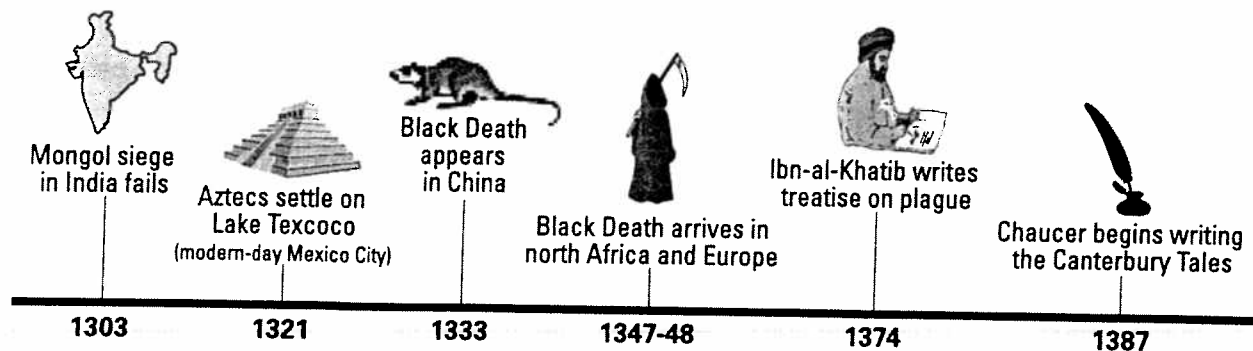 Mongol siege
in India fails
Aztecs settle on
Lake Texcoco
(modern-day Mexico City)
Black Death
appears
in China
Black Death arrives in
north Africa and Europe
Ibn-al-Khatib writes
treatise on plague
Chaucer begins writing
the Canterbury Tales
1303
1321
1333
1347-48
1374
1387